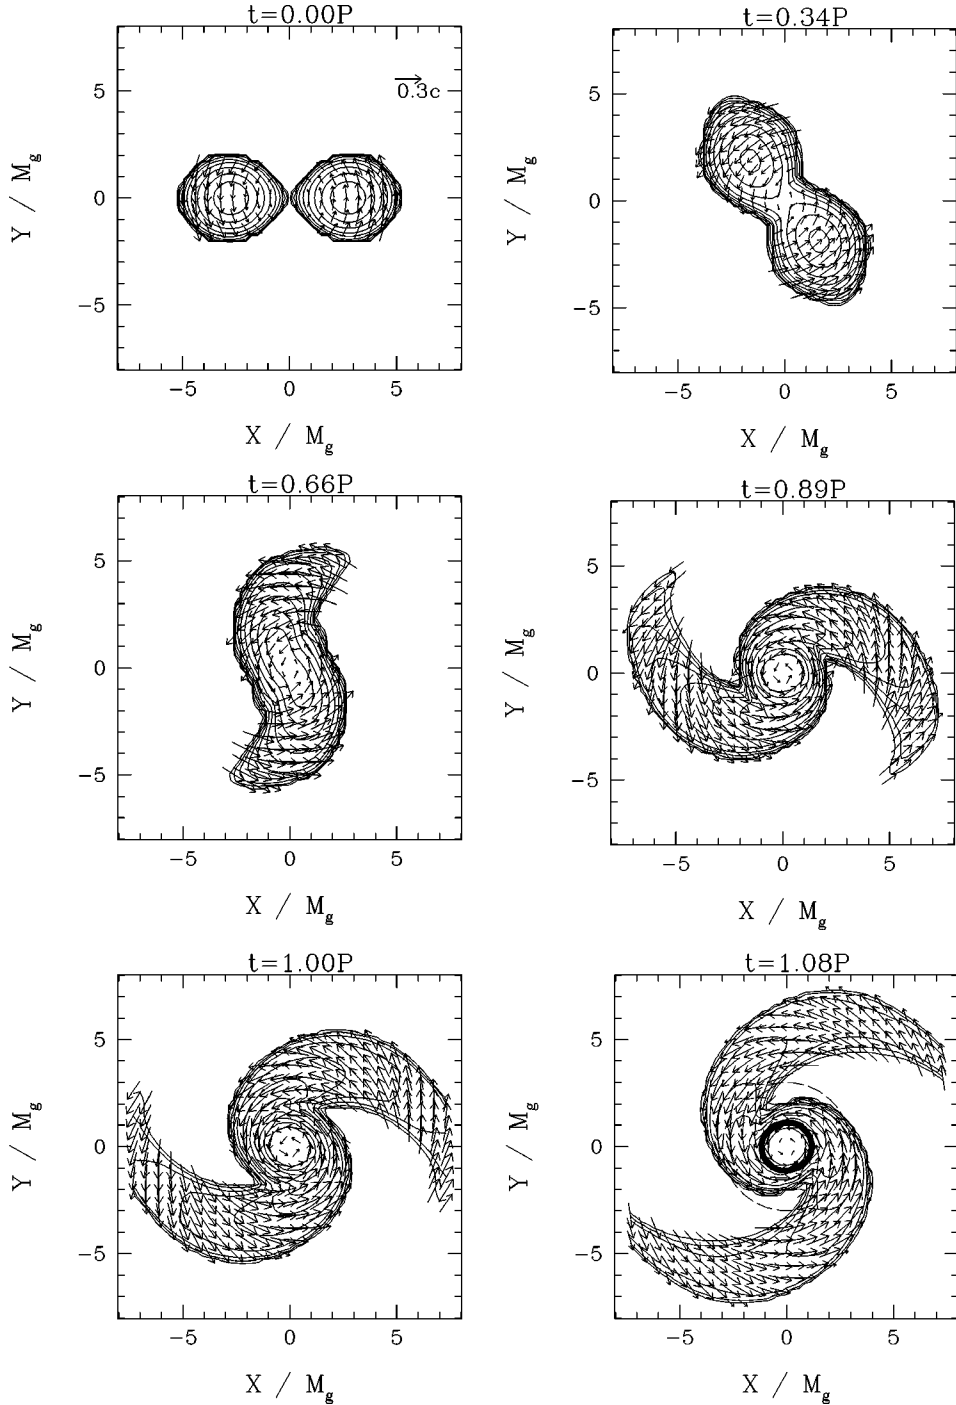 t=0.00P
t=0.34P
5
0
−5
Y / M_g
0.3c
−5 0 5
X / M_g
5
0
−5
Y / M_g
−5 0 5
X / M_g
t=0.66P
t=0.89P
5
0
−5
Y / M_g
−5 0 5
X / M_g
5
0
−5
Y / M_g
−5 0 5
X / M_g
t=1.00P
t=1.08P
5
0
−5
Y / M_g
−5 0 5
X / M_g
5
0
−5
Y / M_g
−5 0 5
X / M_g